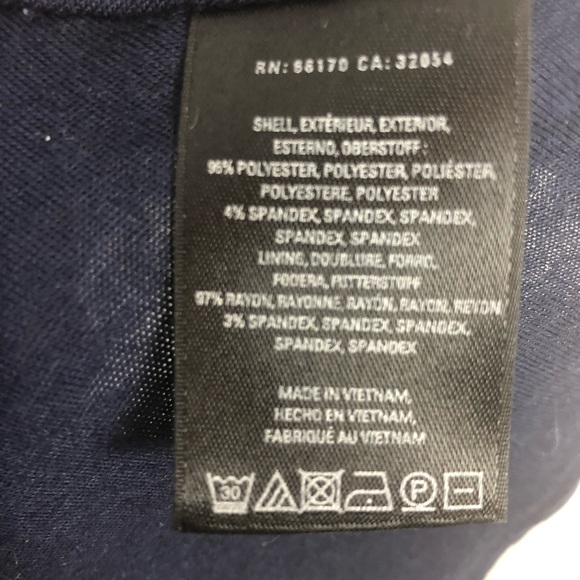 RN: 66170 CA: 32054
SHELL, EXTÉRIEUR, EXTERIOR,
ESTERNO, OBERSTOFF :
96% POLYESTER, POLYESTER, POLIÉSTER,
POLYESTERE, POLYESTER
4% SPANDEX, SPANDEX, SPANDEX,
SPANDEX, SPANDEX
LINING, DOUBLURE, FORRO,
FODERA, FUTTERSTOFF
97% RAYON, RAYONNE, RAYÓN, RAYON, REYON
3% SPANDEX, SPANDEX, SPANDEX,
SPANDEX, SPANDEX
MADE IN VIETNAM,
HECHO EN VIETNAM,
FABRIQUÉ AU VIETNAM
30 P